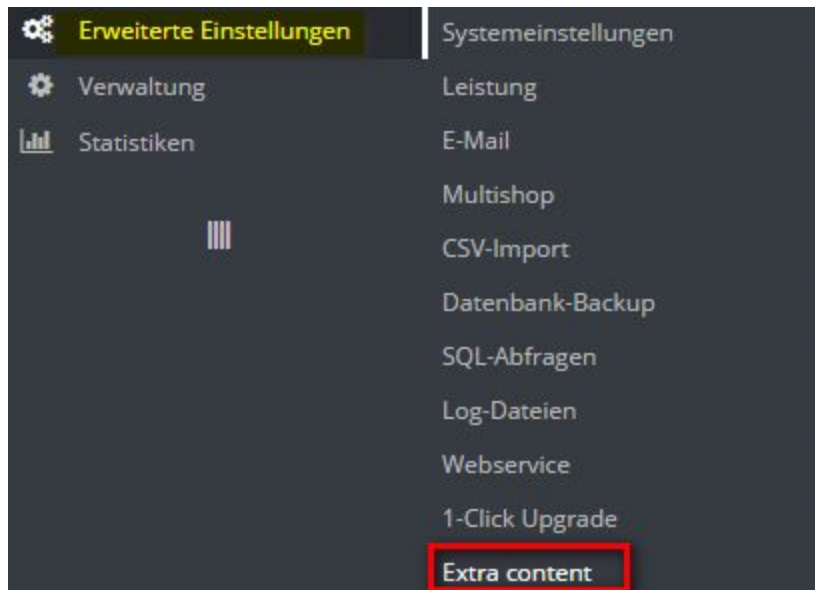 Erweiterte Einstellungen
Verwaltung
Statistiken
Systemeinstellungen
Leistung
E-Mail
Multishop
CSV-Import
Datenbank-Backup
SQL-Abfragen
Log-Dateien
Webservice
1-Click Upgrade
Extra content